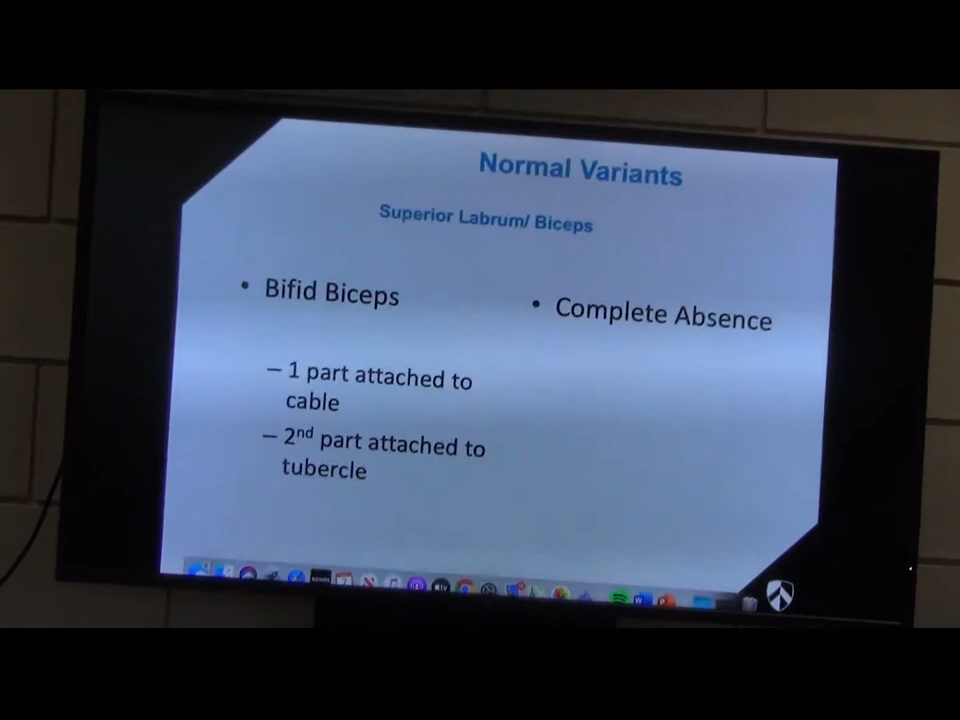 Normal Variants
Superior Labrum/ Biceps
• Bifid Biceps
– 1 part attached to
cable
– 2nd part attached to
tubercle
• Complete Absence